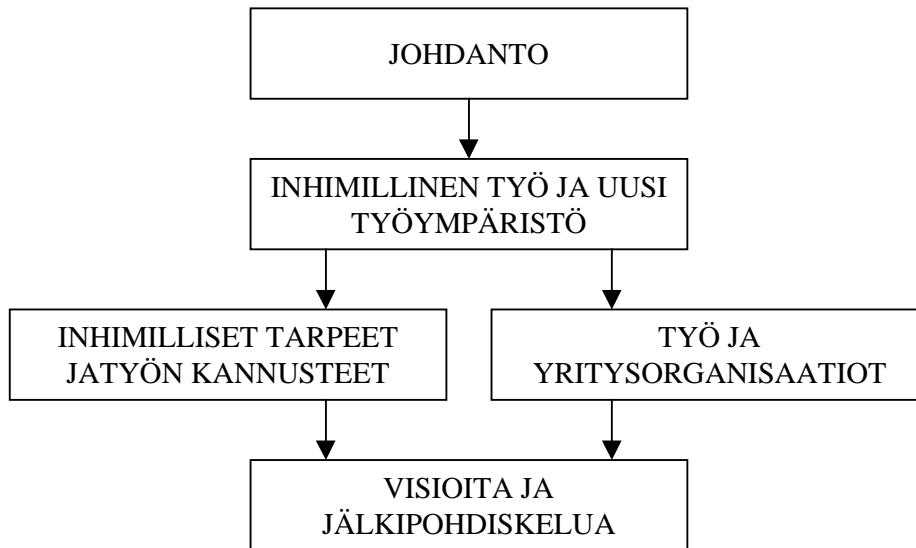 JOHDANTO
INHIMILLINEN TYÖ JA UUSI
TYÖYMPÄRISTÖ
INHIMILLISET TARPEET
JATYÖN KANNUSTEET
TYÖ JA
YRITYSORGANISAATIOT
VISIOITA JA
JÄLKIPOHDISKELUA